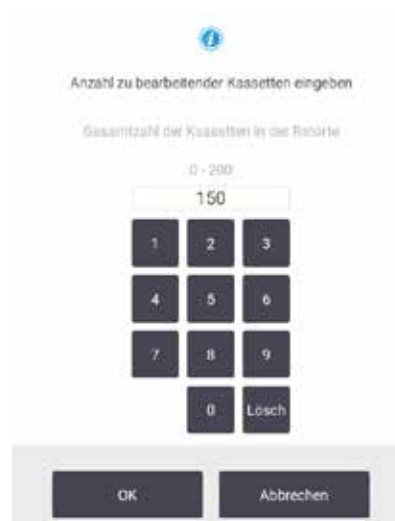 i
Anzahl zu bearbeitender Kassetten eingeben
Gesamtzahl der Kassetten in der Retorte
0 - 200
150
1 2 3
4 5 6
7 8 9
0 Lösch
OK Abbrechen